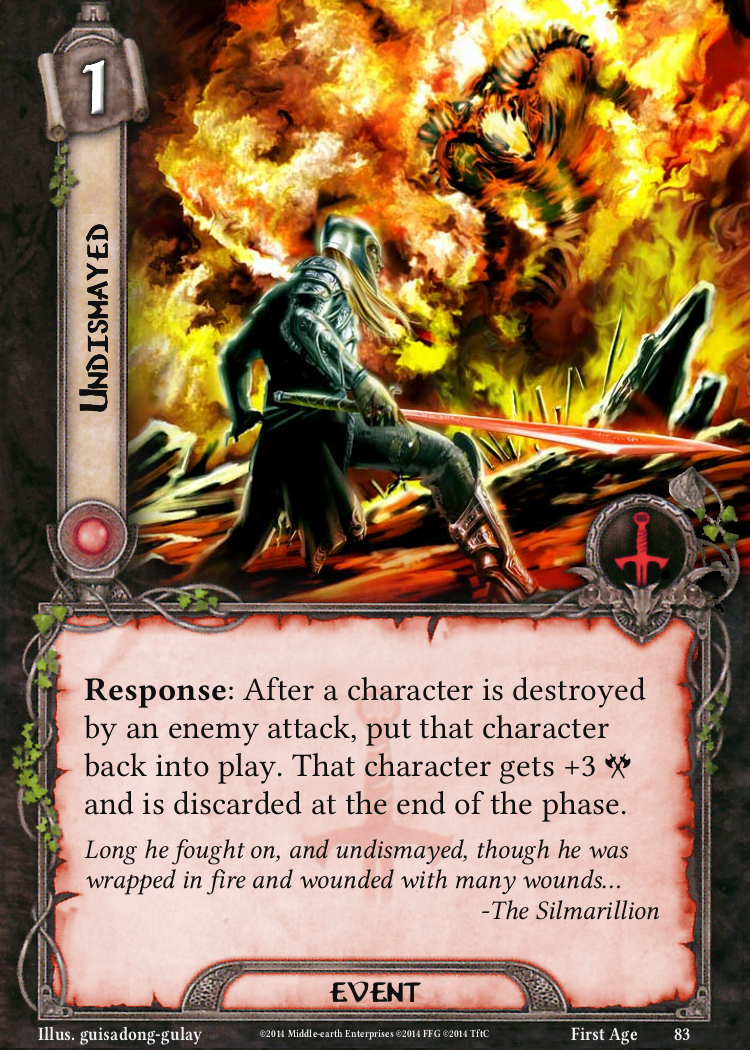 1
Undismayed
Response: After a character is destroyed
by an enemy attack, put that character
back into play. That character gets +3
and is discarded at the end of the phase.
Long he fought on, and undismayed, though he was
wrapped in fire and wounded with many wounds...
-The Silmarillion
EVENT
Illus. guisadong-gulay
©2014 Middle-earth Enterprises ©2014 FFG ©2014 TftC
First Age
83